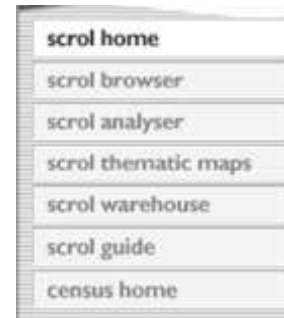 scrol home
scrol browser
scrol analyser
scrol thematic maps
scrol warehouse
scrol guide
census home